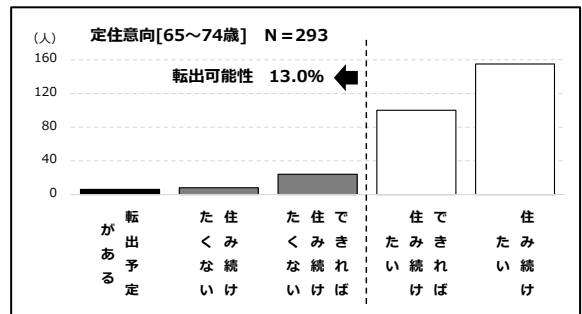 定住意向[65～74歳]　N＝293
(人)
転出可能性　13.0%
160
120
80
40
0
転出予定
がある
住み続け
たくない
できれば
住み続け
たくない
できれば
住み続け
たい
住み続け
たい